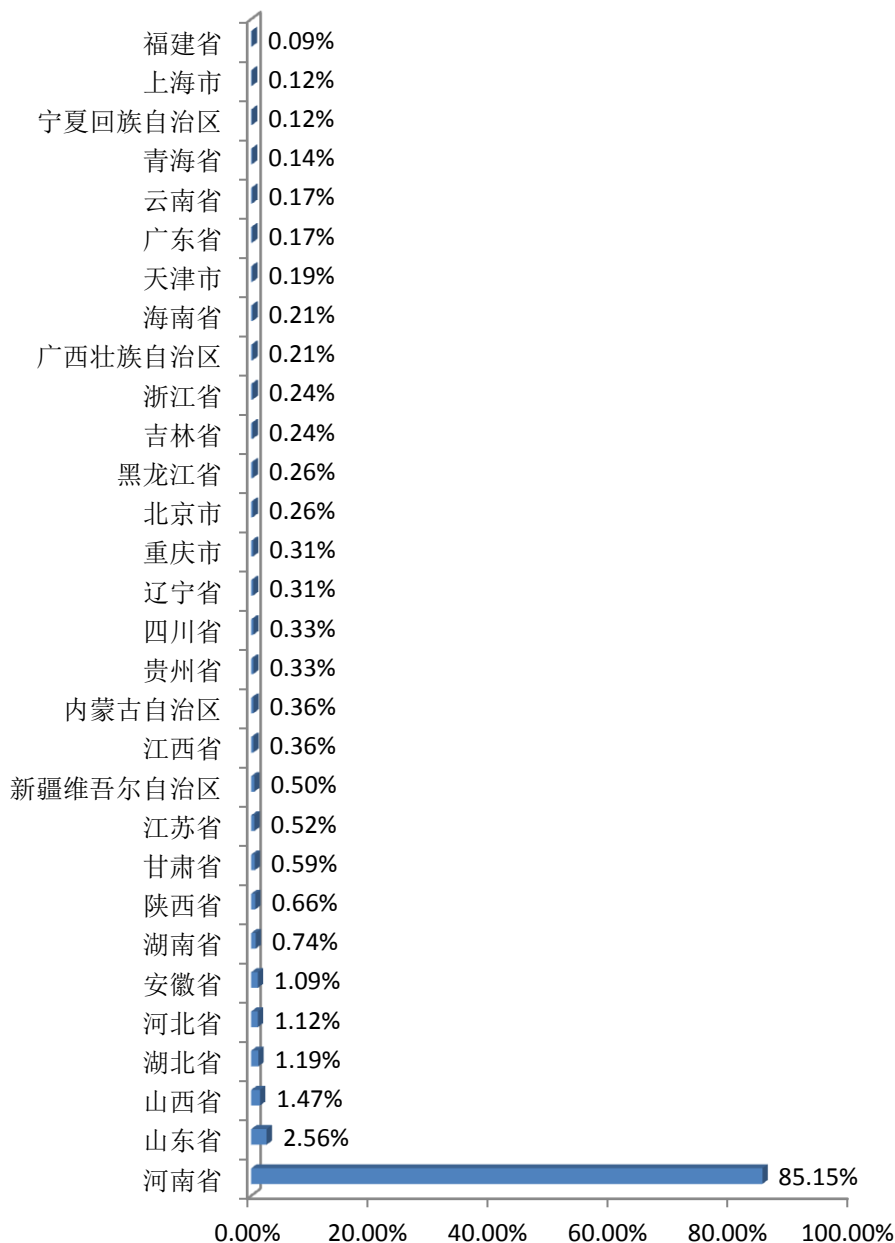 福建省 0.09%
上海市 0.12%
宁夏回族自治区 0.12%
青海省 0.14%
云南省 0.17%
广东省 0.17%
天津市 0.19%
海南省 0.21%
广西壮族自治区 0.21%
浙江省 0.24%
吉林省 0.24%
黑龙江省 0.26%
北京市 0.26%
重庆市 0.31%
辽宁省 0.31%
四川省 0.33%
贵州省 0.33%
内蒙古自治区 0.36%
江西省 0.36%
新疆维吾尔自治区 0.50%
江苏省 0.52%
甘肃省 0.59%
陕西省 0.66%
湖南省 0.74%
安徽省 1.09%
河北省 1.12%
湖北省 1.19%
山西省 1.47%
山东省 2.56%
河南省 85.15%
0.00% 20.00% 40.00% 60.00% 80.00% 100.00%